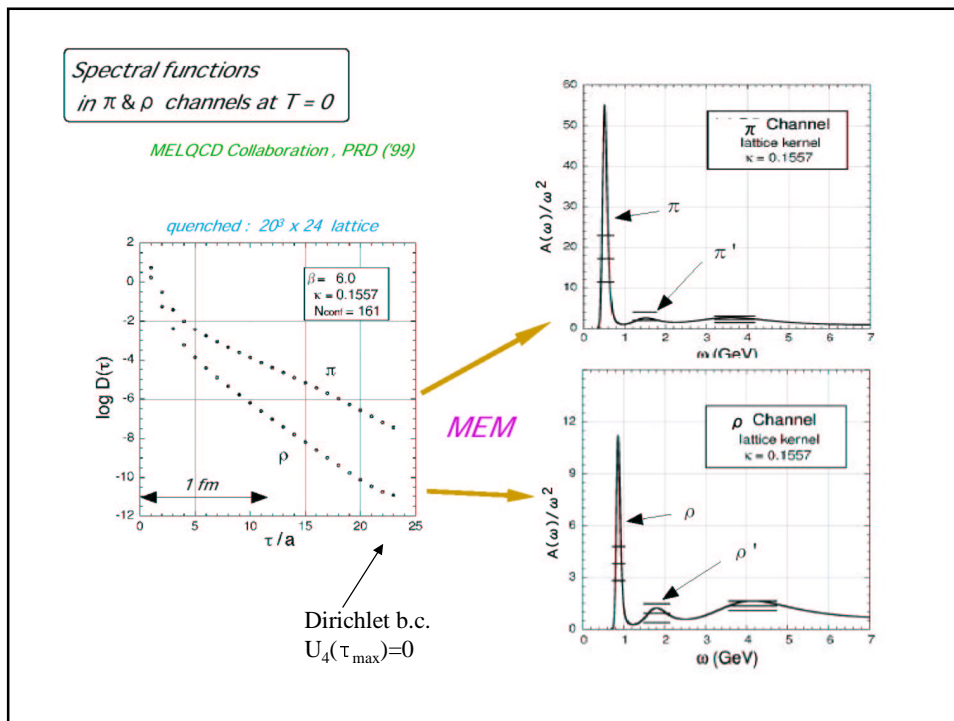 Spectral functions
in π & ρ channels at T = 0
MELQCD Collaboration , PRD ('99)
quenched : 20³ x 24 lattice
2
0
-2
-4
-6
-8
-10
-12
log D(τ)
β = 6.0
κ = 0.1557
Nconf = 161
π
ρ
1 fm
0
5
10
15
20
25
τ / a
Dirichlet b.c.
U₄(τmax)=0
MEM
60
50
40
30
20
10
0
A(ω)/ω²
π Channel
lattice kernel
κ = 0.1557
π
π '
0
1
2
3
4
5
6
7
ω (GeV)
12
9
6
3
0
A(ω)/ω²
ρ Channel
lattice kernel
κ = 0.1557
ρ
ρ '
0
1
2
3
4
5
6
7
ω (GeV)